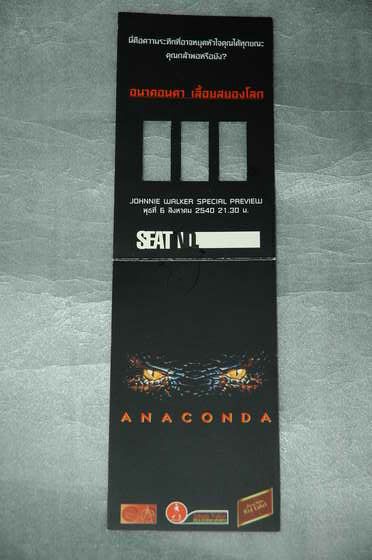 นี่คือความระทึกที่อาจหยุดหัวใจคุณได้ทุกขณะ
คุณกล้าพอหรือยัง?
อนาคอนดา เลื้อยสยองโลก
JOHNNIE WALKER SPECIAL PREVIEW
พุธที่ 6 สิงหาคม 2540 21.30 น.
SEAT NO.
ANACONDA
Red Label